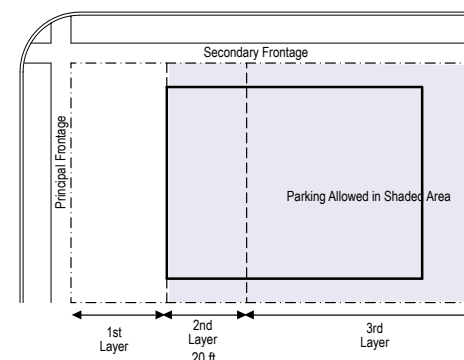 Secondary Frontage
Principal Frontage
Parking Allowed in Shaded Area
1st
Layer
2nd
Layer
20 ft
3rd
Layer